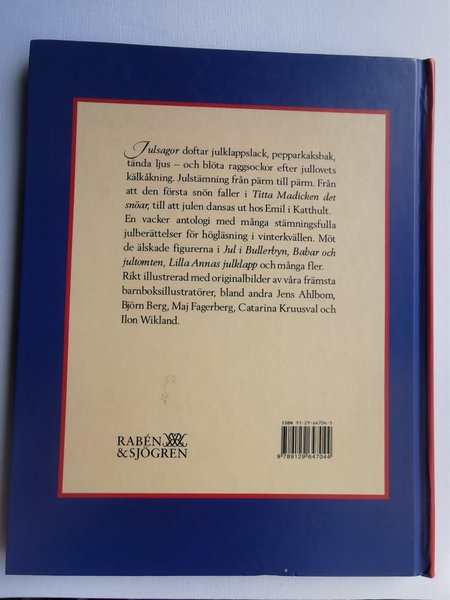 Julsagor doftar julklappslack, pepparkaksbak,
tända ljus – och blöta raggsockor efter jullovets
kälkåkning. Julstämning från pärm till pärm. Från
att den första snön faller i Titta Madicken det
snöar, till att julen dansas ut hos Emil i Katthult.
En vacker antologi med många stämningsfulla
julberättelser för högläsning i vinterkvällen. Möt
de älskade figurerna i Jul i Bullerbyn, Babar och
jultomten, Lilla Annas julklapp och många fler.
Rikt illustrerad med originalbilder av våra främsta
barnboksillustratörer, bland andra Jens Ahlbom,
Björn Berg, Maj Fagerberg, Catarina Kruusval och
Ilon Wikland.
RABÉN
&SJÖGREN
ISBN 91-29-64704-5
9 789129 647044